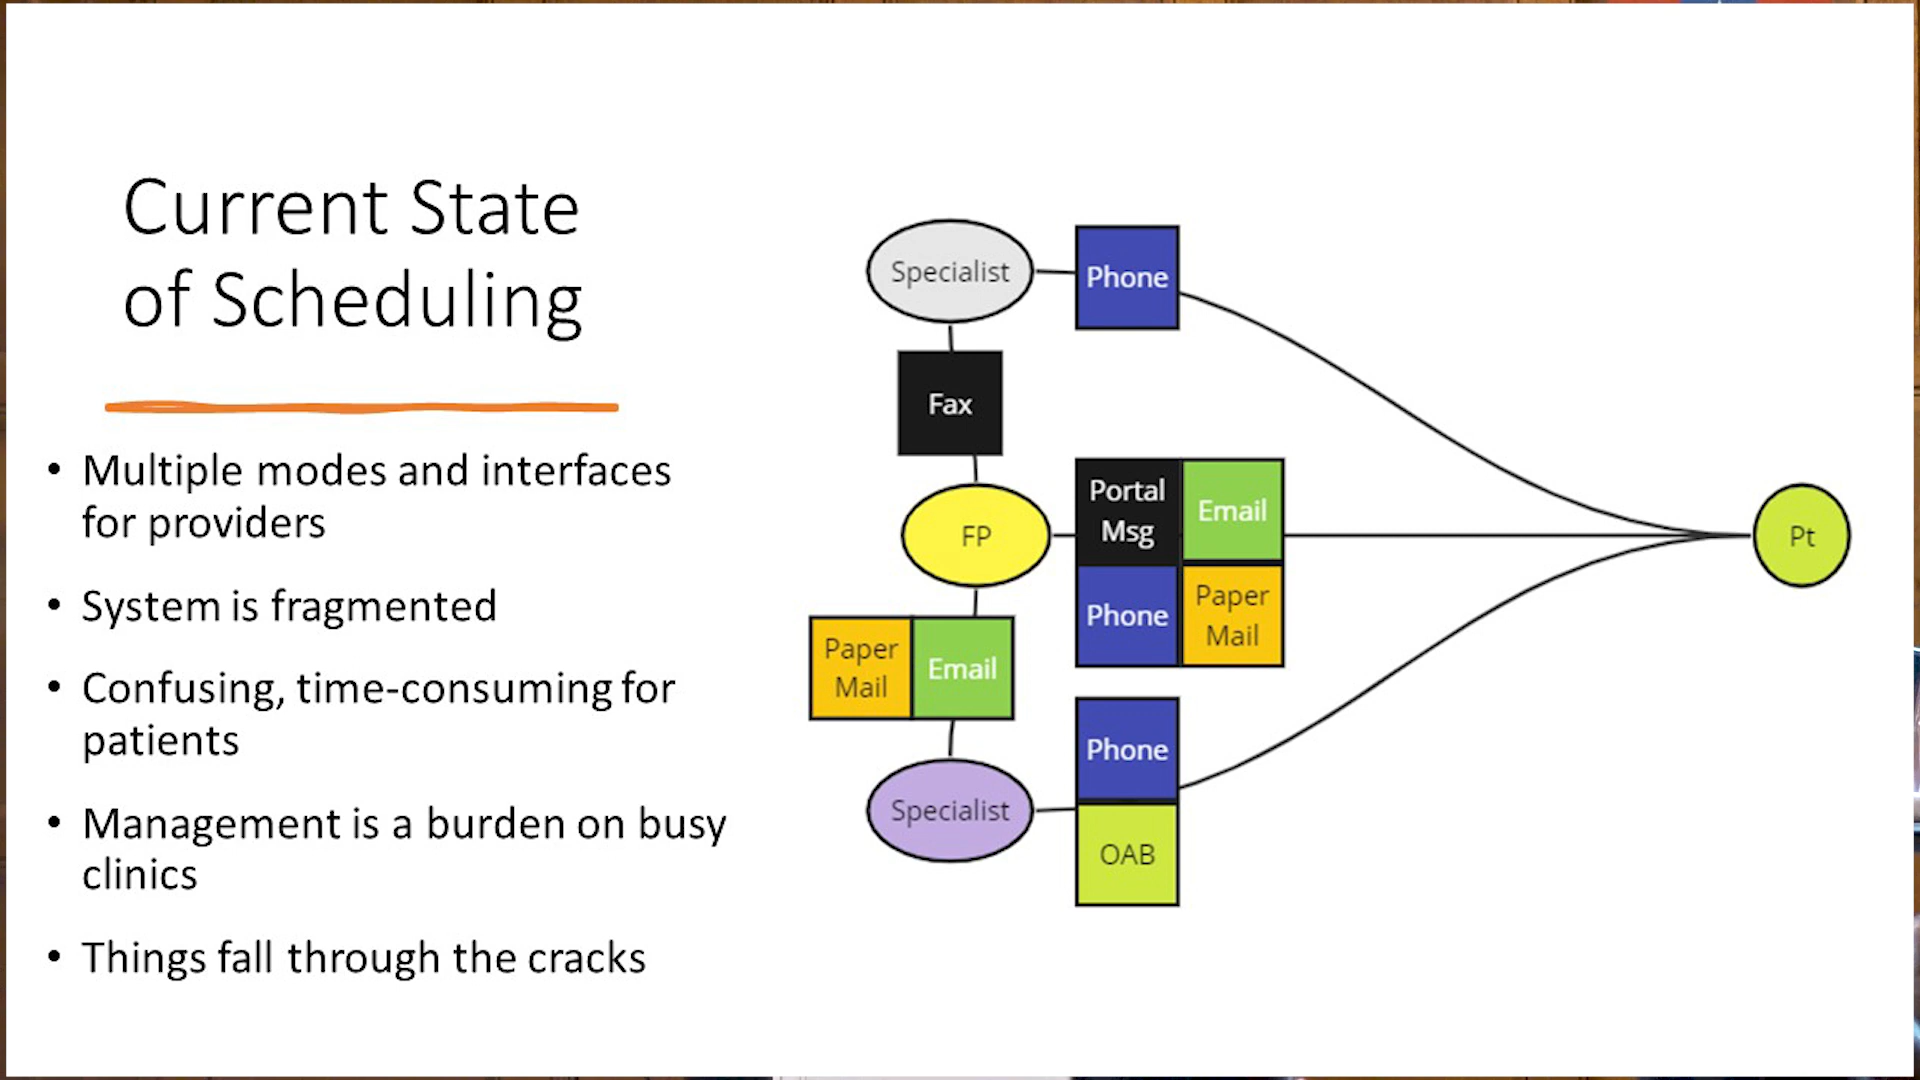 Current State
of Scheduling
• Multiple modes and interfaces
for providers
• System is fragmented
• Confusing, time-consuming for
patients
• Management is a burden on busy
clinics
• Things fall through the cracks
Specialist
Phone
Fax
FP
Portal
Msg
Email
Phone
Paper
Mail
Pt
Paper
Mail
Email
Specialist
Phone
OAB